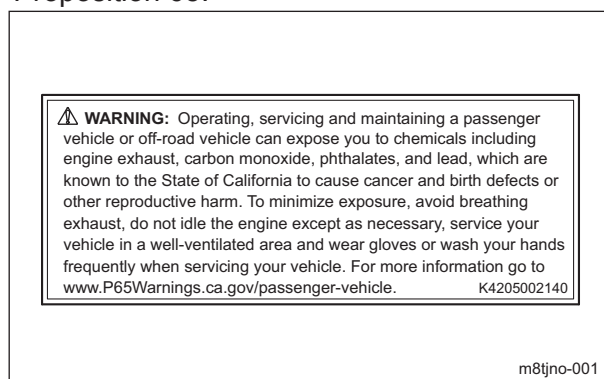 Proposition 65.
⚠ WARNING: Operating, servicing and maintaining a passenger
vehicle or off-road vehicle can expose you to chemicals including
engine exhaust, carbon monoxide, phthalates, and lead, which are
known to the State of California to cause cancer and birth defects or
other reproductive harm. To minimize exposure, avoid breathing
exhaust, do not idle the engine except as necessary, service your
vehicle in a well-ventilated area and wear gloves or wash your hands
frequently when servicing your vehicle. For more information go to
www.P65Warnings.ca.gov/passenger-vehicle. K4205002140
m8tjno-001